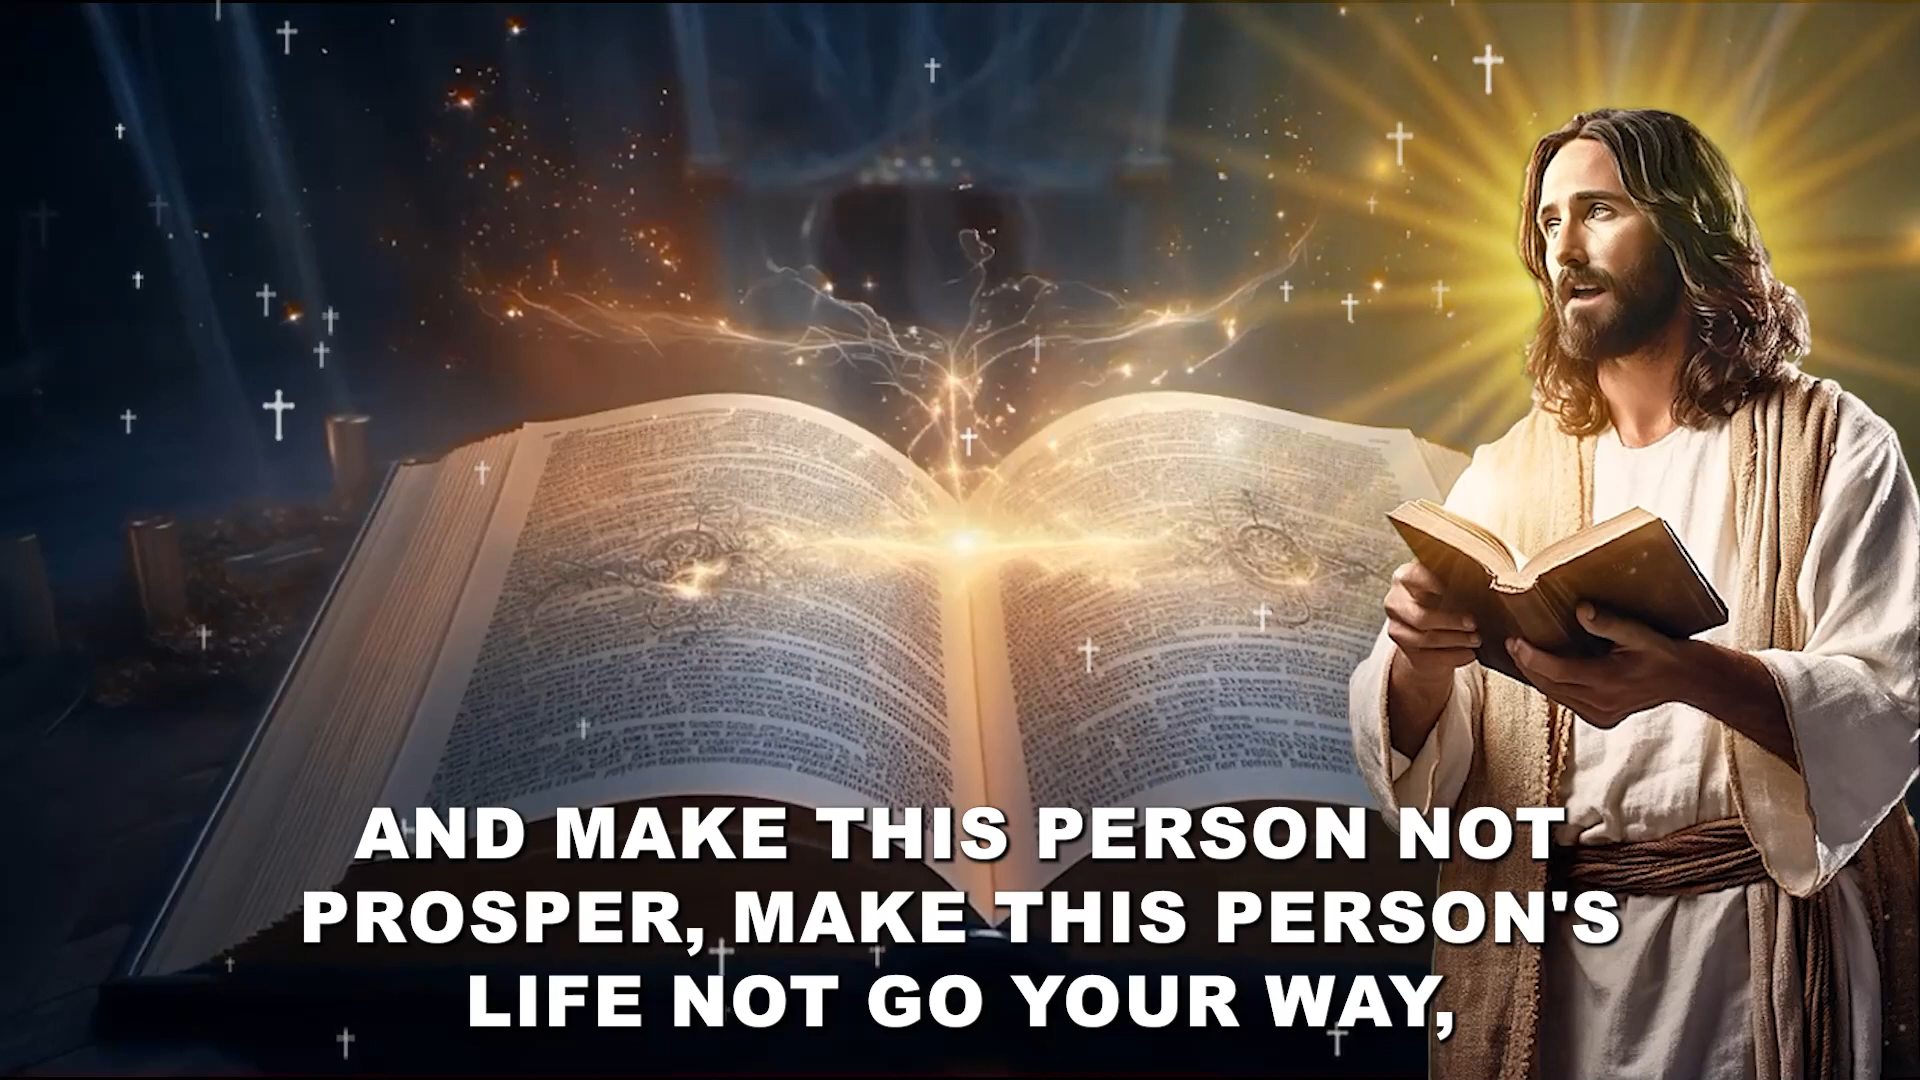 AND MAKE THIS PERSON NOT
PROSPER, MAKE THIS PERSON'S
LIFE NOT GO YOUR WAY,